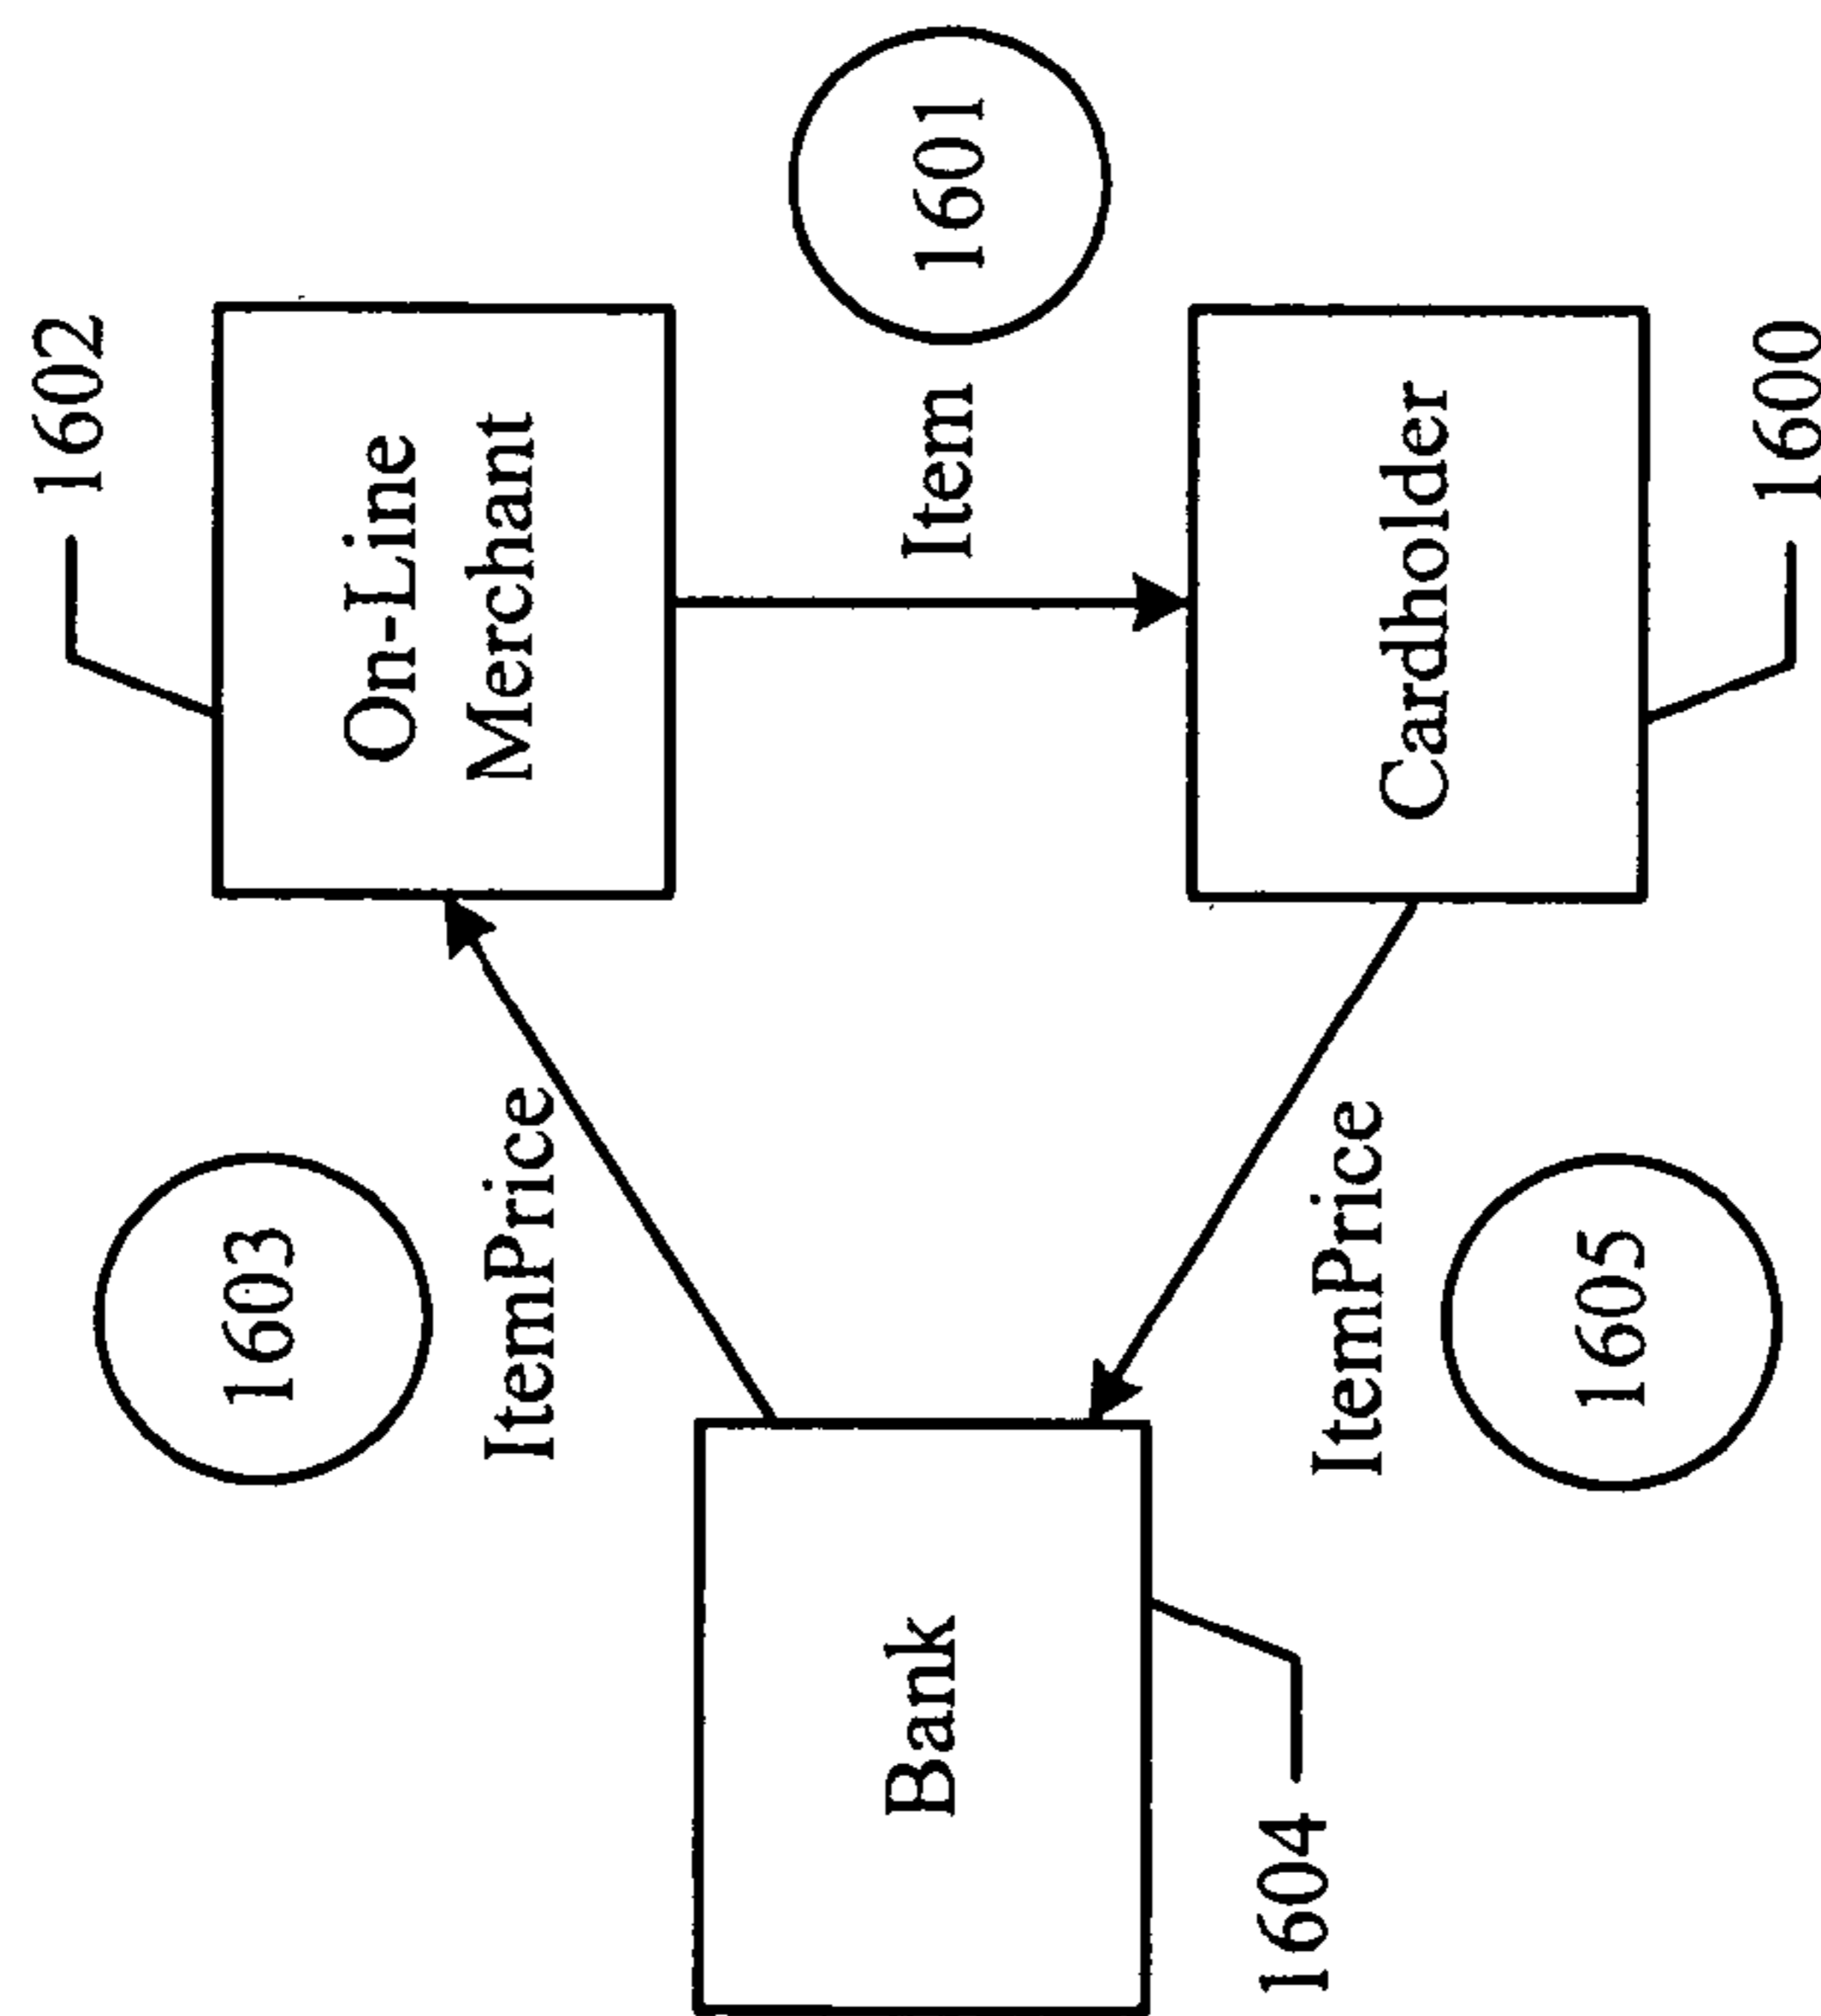 1602
1603
On-Line
Merchant
ItemPrice
Bank
Item
1601
1604
ItemPrice
Cardholder
1605
1600